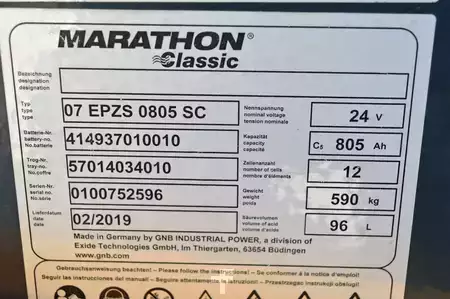 MARATHON
Classic
Bezeichnung
designation
désignation
Typ
type
type
07 EPZS 0805 SC
Nennspannung
nominal voltage
tension nominale
24 V
Batterie-Nr.
battery-no.
No.batterie
414937010010
Kapazität
capacity
capacité
C5 805 Ah
Trog-Nr.
tray-no.
No.coffre
57014034010
Zellenanzahl
number of cells
nombre d'éléments
12
Serien-Nr.
serial-no.
No.série
0100752596
Gewicht
weight
poids
590 kg
Lieferdatum
date
date
02/2019
Säurevolumen
volume of acid
volume d'acide
96 L
Made in Germany by GNB INDUSTRIAL POWER, a division of
Exide Technologies GmbH, Im Thiergarten, 63654 Büdingen
www.gnb.com
Gebrauchsanweisung beachten! Please follow the instructions! Se conformer à la notice
¡Seguir las instrucciones del manual! Seguire attentamente le istruzioni!